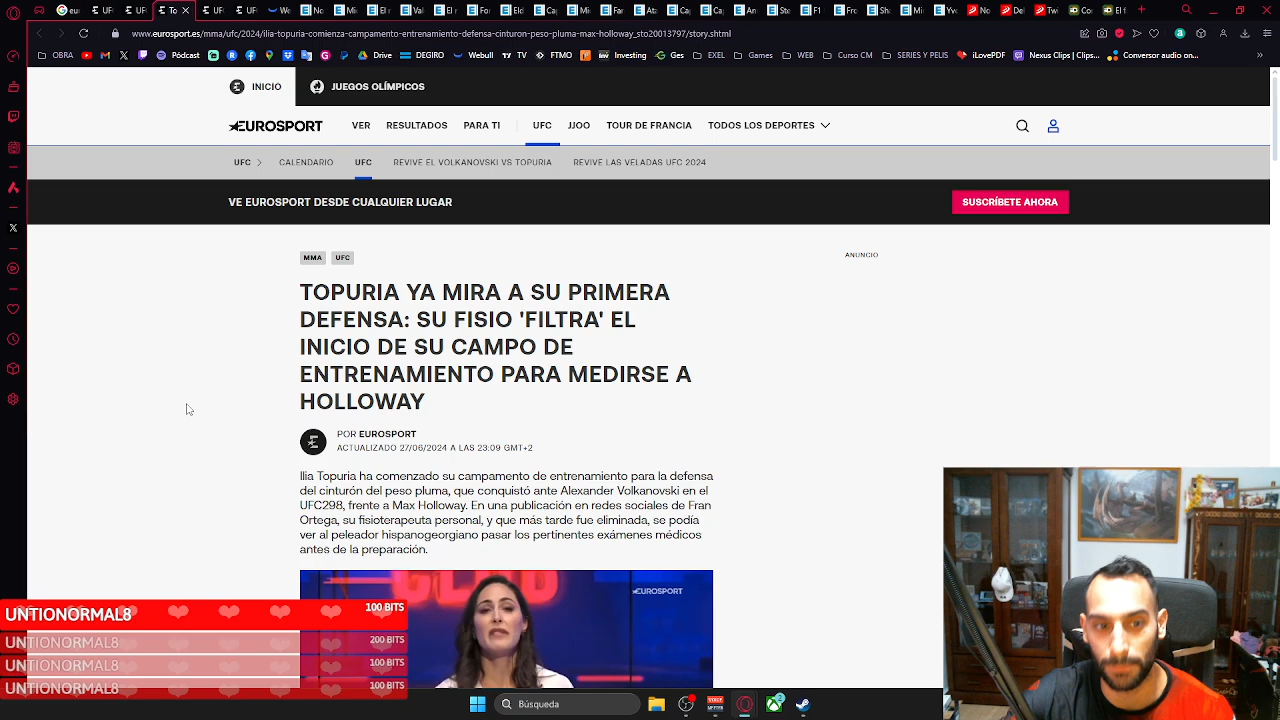 www.eurosport.es/mma/ufc/2024/ilia-topuria-comienza-campamento-entrenamiento-defensa-cinturon-peso-pluma-max-holloway_sto20013797/story.shtml
OBRA
Pódcast
Drive
DEGIRO
Webull
TV
FTMO
Investing
Ges
EXEL
Games
WEB
Curso CM
SERIES Y PELIS
iLovePDF
Nexus Clips | Clips...
Conversor audio on...
INICIO
JUEGOS OLÍMPICOS
EUROSPORT
VER
RESULTADOS
PARA TI
UFC
JJOO
TOUR DE FRANCIA
TODOS LOS DEPORTES
UFC
CALENDARIO
UFC
REVIVE EL VOLKANOVSKI VS TOPURIA
REVIVE LAS VELADAS UFC 2024
VE EUROSPORT DESDE CUALQUIER LUGAR
SUSCRÍBETE AHORA
MMA
UFC
ANUNCIO
TOPURIA YA MIRA A SU PRIMERA
DEFENSA: SU FISIO 'FILTRA' EL
INICIO DE SU CAMPO DE
ENTRENAMIENTO PARA MEDIRSE A
HOLLOWAY
POR EUROSPORT
ACTUALIZADO 27/06/2024 A LAS 23:09 GMT+2
Ilia Topuria ha comenzado su campamento de entrenamiento para la defensa
del cinturón del peso pluma, que conquistó ante Alexander Volkanovski en el
UFC298, frente a Max Holloway. En una publicación en redes sociales de Fran
Ortega, su fisioterapeuta personal, y que más tarde fue eliminada, se podía
ver al peleador hispanogeorgiano pasar los pertinentes exámenes médicos
antes de la preparación.
EUROSPORT
UNTIONORMAL8
100 BITS
UNTIONORMAL8
200 BITS
UNTIONORMAL8
100 BITS
UNTIONORMAL8
100 BITS
Búsqueda